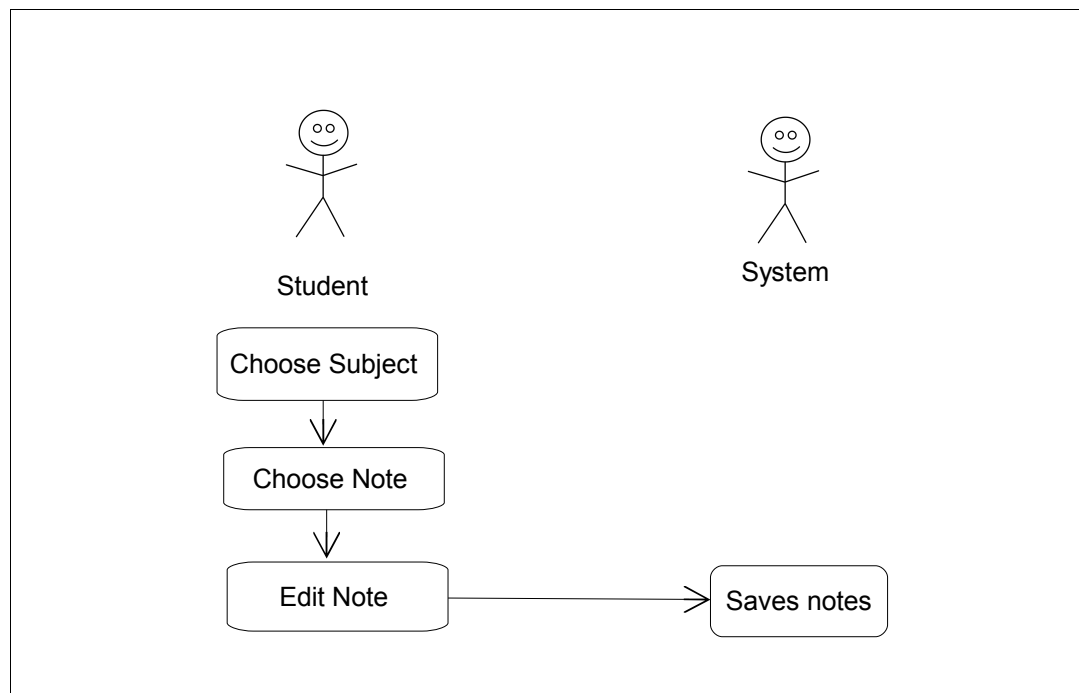 Student
System
Choose Subject
Choose Note
Edit Note
Saves notes